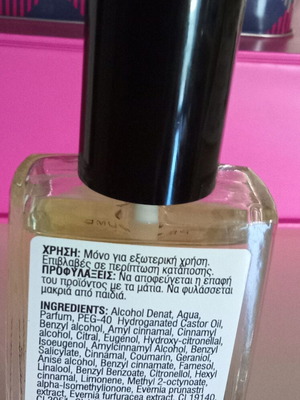 ΧΡΗΣΗ: Μόνο για εξωτερική χρήση.
Επιβλαβές σε περίπτωση κατάποσης.
ΠΡΟΦΥΛΑΞΕΙΣ: Να αποφεύγεται η επαφή
του προϊόντος με τα μάτια. Να φυλάσσεται
μακριά από παιδιά.
INGREDIENTS: Alcohol Denat, Aqua,
Parfum, PEG-40 Hydroganated Castor Oil,
Benzyl alcohol, Amyl cinnamal, Cinnamyl
alcohol, Citral, Eugenol, Hydroxy-citronellal,
Isoeugenol, Amylcinnamyl Alcohol, Benzyl
Salicylate, Cinnamal, Coumarin, Geraniol,
Anise alcohol, Benzyl cinnamate, Farnesol,
Linalool, Benzyl Benzoate, Citronellol, Hexyl
cinnamal, Limonene, Methyl 2-octynoate,
alpha-Isomethylionone, Evernia prunastri
extract, Evernia furfuracea extract, CI 19140,